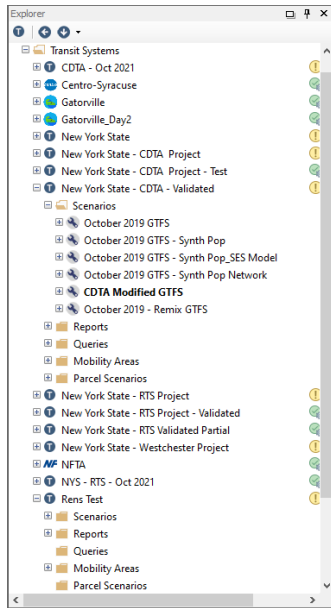 Explorer
Transit Systems
CDTA - Oct 2021
Centro-Syracuse
Gatorville
Gatorville_Day2
New York State
New York State - CDTA Project
New York State - CDTA Project - Test
New York State - CDTA - Validated
Scenarios
October 2019 GTFS
October 2019 GTFS - Synth Pop
October 2019 GTFS - Synth Pop_SES Model
October 2019 GTFS - Synth Pop Network
CDTA Modified GTFS
October 2019 - Remix GTFS
Reports
Queries
Mobility Areas
Parcel Scenarios
New York State - RTS Project
New York State - RTS Project - Validated
New York State - RTS Validated Partial
New York State - Westchester Project
NF NFTA
NYS - RTS - Oct 2021
Rens Test
Scenarios
Reports
Queries
Mobility Areas
Parcel Scenarios